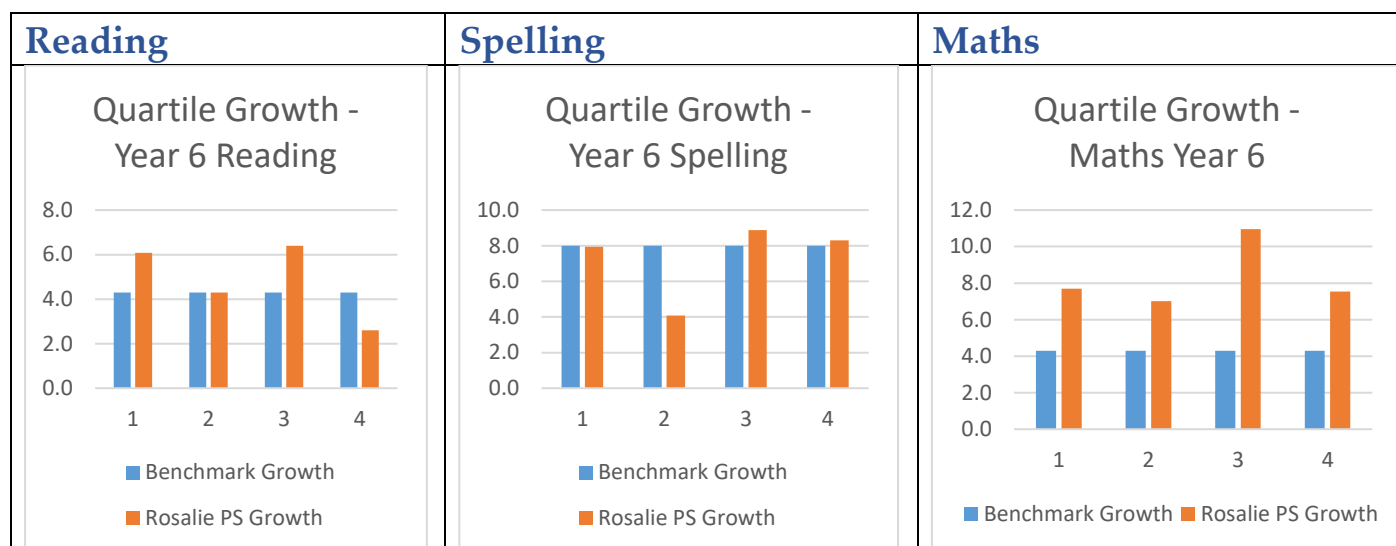 Reading
Spelling
Maths
Quartile Growth -
Year 6 Reading
8.0
6.0
4.0
2.0
0.0
1 2 3 4
Benchmark Growth
Rosalie PS Growth
Quartile Growth -
Year 6 Spelling
10.0
8.0
6.0
4.0
2.0
0.0
1 2 3 4
Benchmark Growth
Rosalie PS Growth
Quartile Growth -
Maths Year 6
12.0
10.0
8.0
6.0
4.0
2.0
0.0
1 2 3 4
Benchmark Growth Rosalie PS Growth